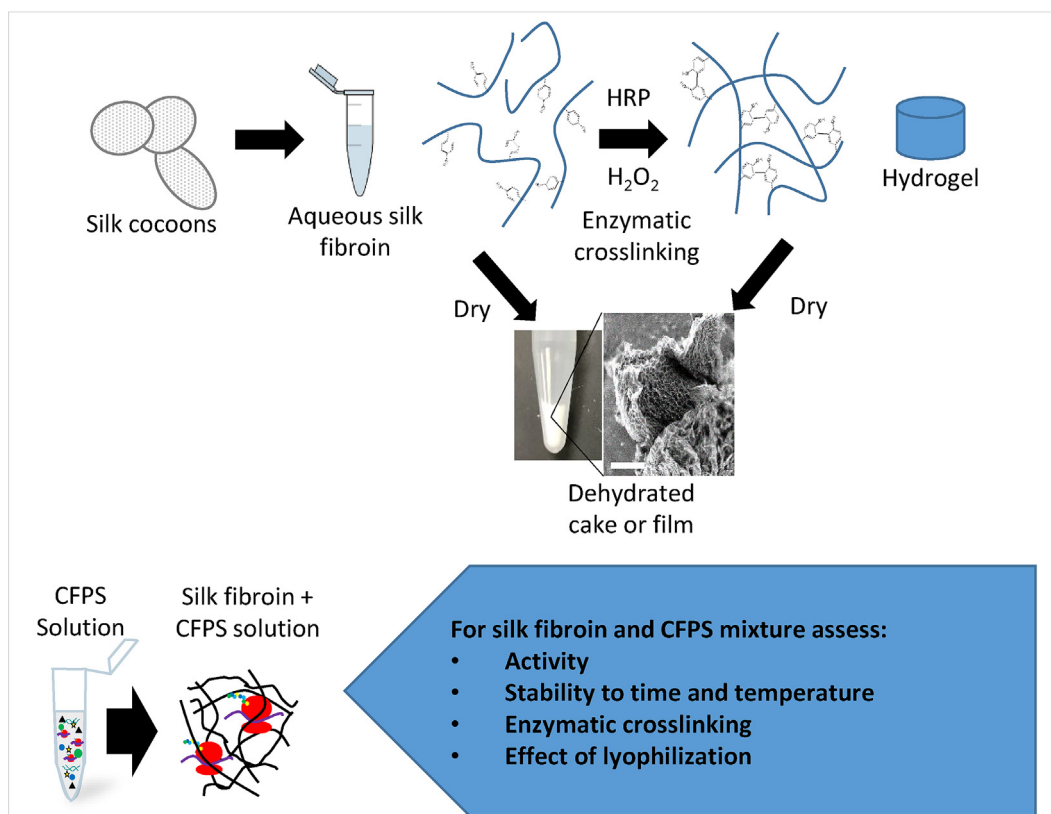 Silk cocoons
Aqueous silk
fibroin
HRP
H₂O₂
Enzymatic
crosslinking
Hydrogel
Dry
Dry
Dehydrated
cake or film
CFPS
Solution
Silk fibroin +
CFPS solution
For silk fibroin and CFPS mixture assess:
• Activity
• Stability to time and temperature
• Enzymatic crosslinking
• Effect of lyophilization